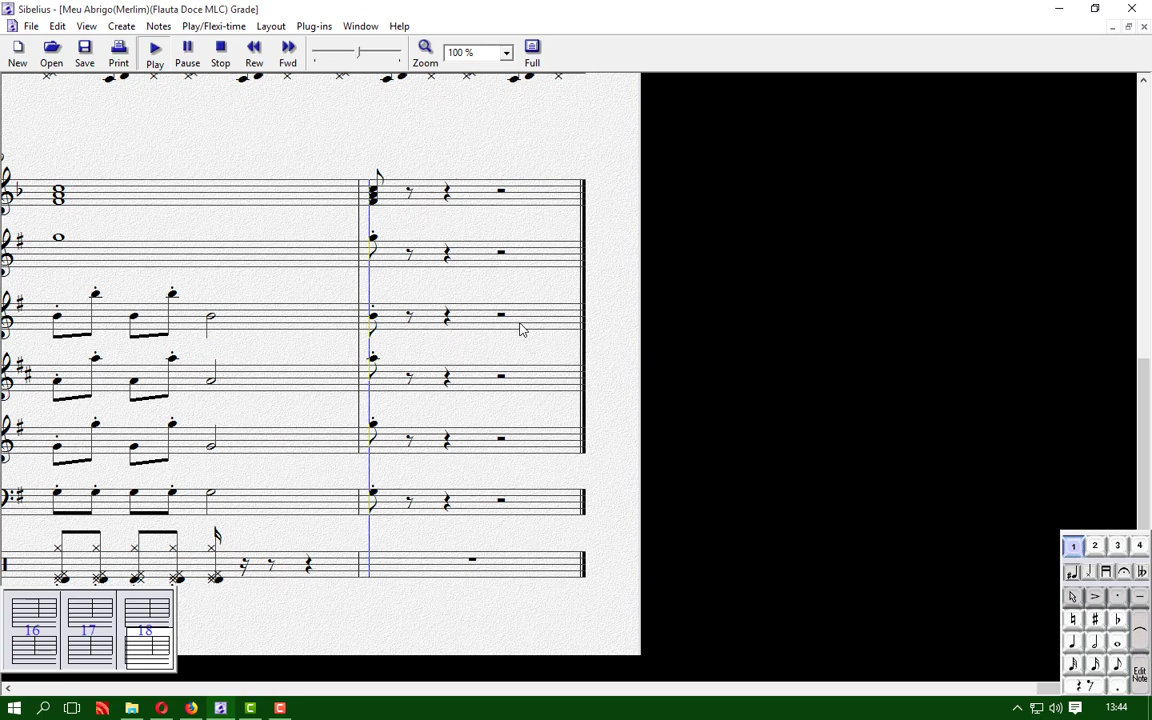 Sibelius - [Meu Abrigo(Merlim)(Flauta Doce MLC) Grade]
File Edit View Create Notes Play/Flexi-time Layout Plug-ins Window Help
New Open Save Print Play Pause Stop Rew Fwd Zoom 100 % Full
1 2 3 4
16 17 18
Edit Note
13:44